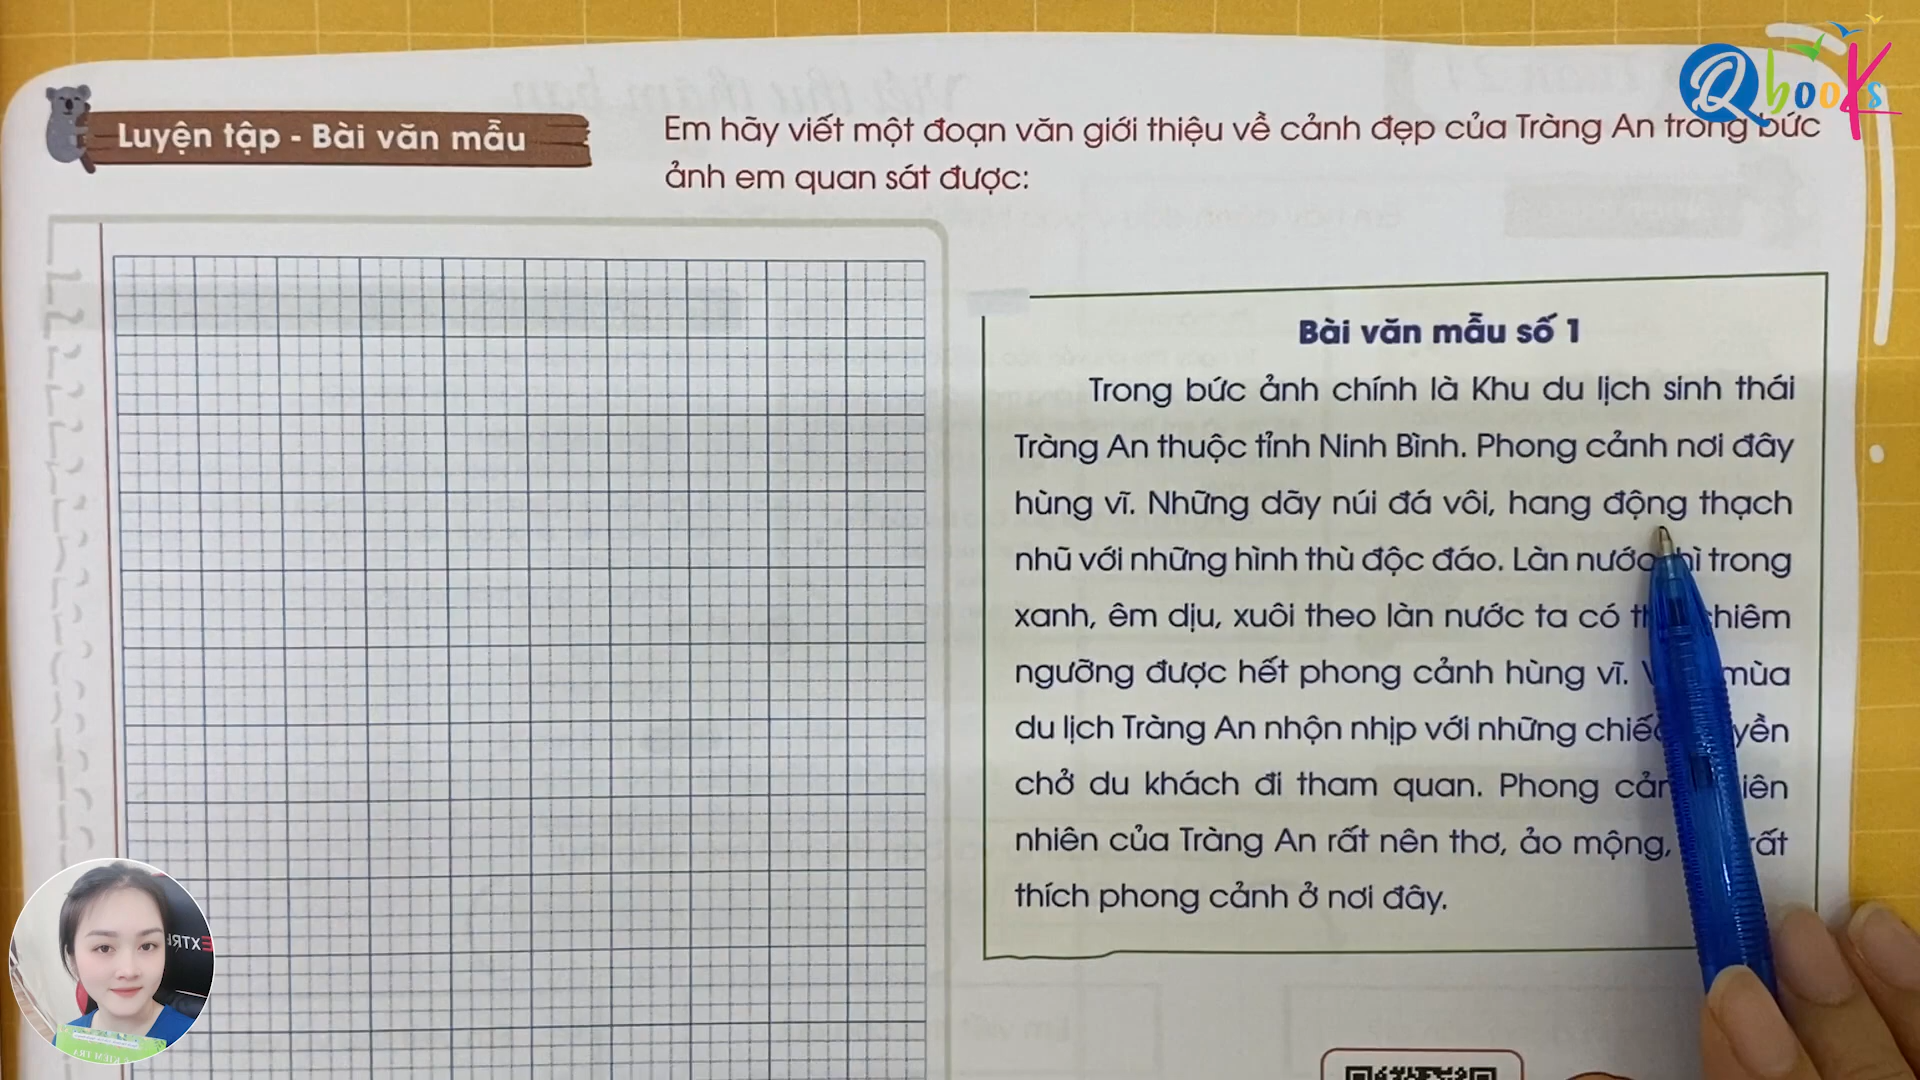 Qbooks
Luyện tập - Bài văn mẫu
Em hãy viết một đoạn văn giới thiệu về cảnh đẹp của Tràng An trong bức
ảnh em quan sát được:
Bài văn mẫu số 1
Trong bức ảnh chính là Khu du lịch sinh thái
Tràng An thuộc tỉnh Ninh Bình. Phong cảnh nơi đây
hùng vĩ. Những dãy núi đá vôi, hang động thạch
nhũ với những hình thù độc đáo. Làn nước thì trong
xanh, êm dịu, xuôi theo làn nước ta có thể chiêm
ngưỡng được hết phong cảnh hùng vĩ. mùa
du lịch Tràng An nhộn nhịp với những chiếc thuyền
chở du khách đi tham quan. Phong cảnh thiên
nhiên của Tràng An rất nên thơ, ảo mộng, rất
thích phong cảnh ở nơi đây.